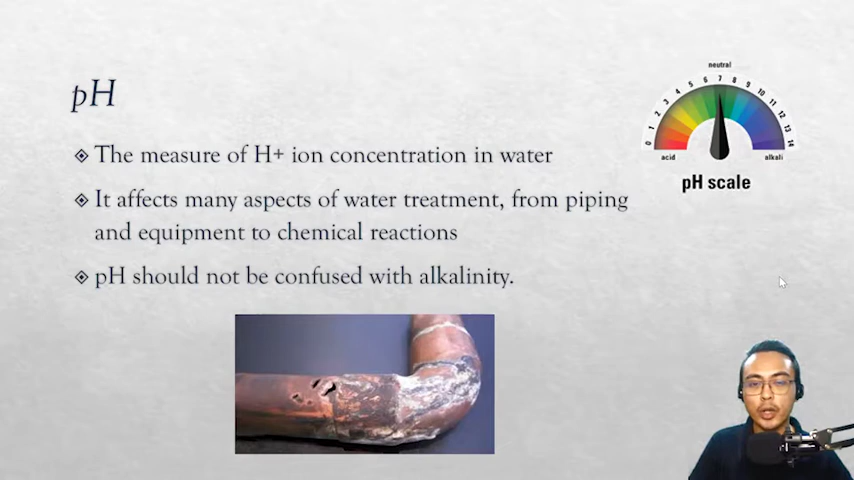 pH
The measure of H+ ion concentration in water
It affects many aspects of water treatment, from piping
and equipment to chemical reactions
pH should not be confused with alkalinity.
neutral
0 1 2 3 4 5 6 7 8 9 10 11 12 13 14
acid alkali
pH scale